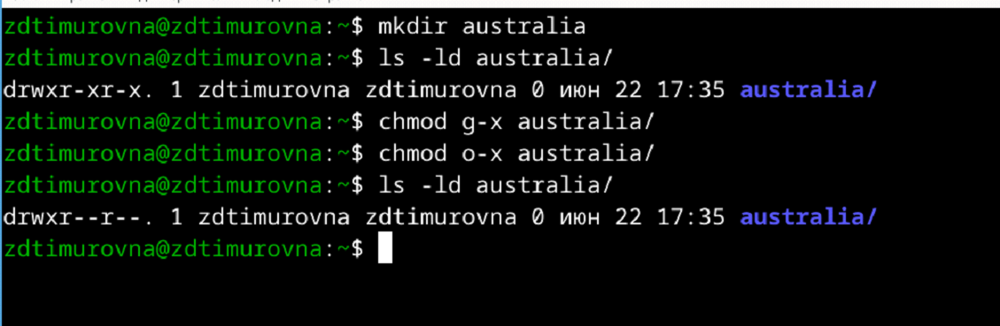 zdtimurovna@zdtimurovna:~$ mkdir australia
zdtimurovna@zdtimurovna:~$ ls -ld australia/
drwxr-xr-x. 1 zdtimurovna zdtimurovna 0 июн 22 17:35 australia/
zdtimurovna@zdtimurovna:~$ chmod g-x australia/
zdtimurovna@zdtimurovna:~$ chmod o-x australia/
zdtimurovna@zdtimurovna:~$ ls -ld australia/
drwxr--r--. 1 zdtimurovna zdtimurovna 0 июн 22 17:35 australia/
zdtimurovna@zdtimurovna:~$